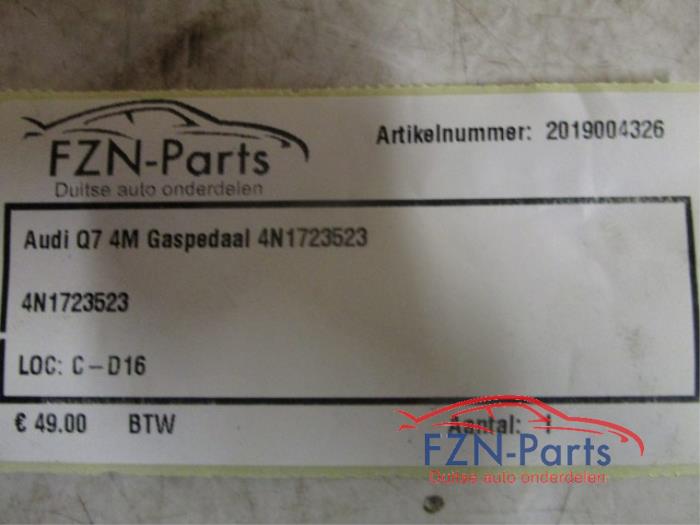 FZN-Parts
Duitse auto onderdelen
Artikelnummer: 2019004326
Audi Q7 4M Gaspedaal 4N1723523
4N1723523
LOC: C-D16
€ 49.00 BTW Aantal: 1
FZN-Parts
Duitse auto onderdelen